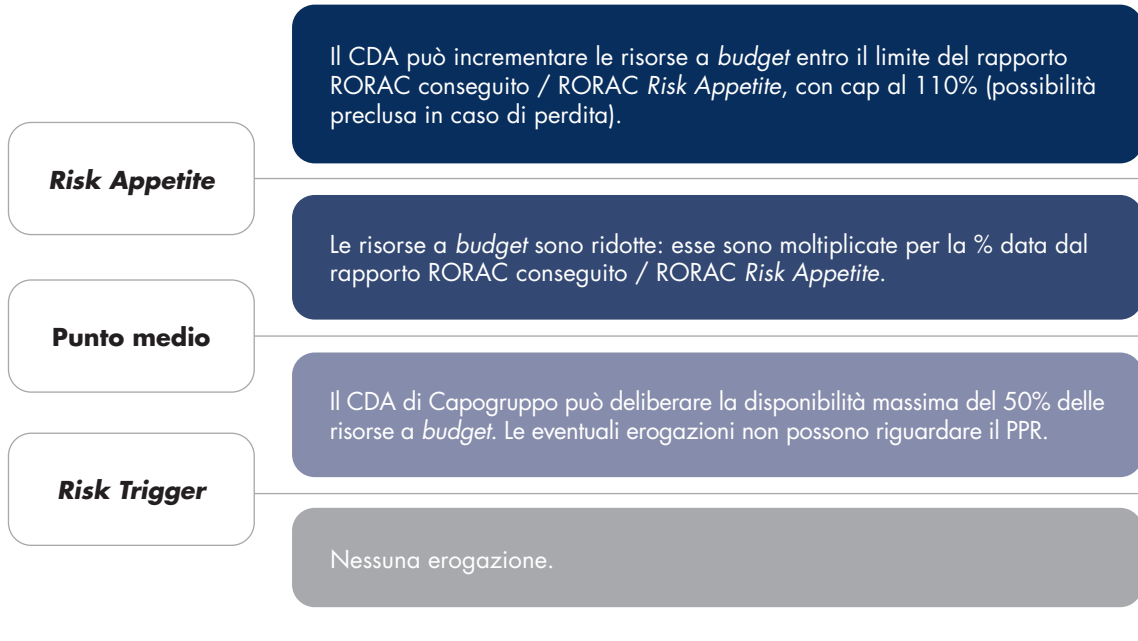 Il CDA può incrementare le risorse a budget entro il limite del rapporto
RORAC conseguito / RORAC Risk Appetite, con cap al 110% (possibilità
preclusa in caso di perdita).
Risk Appetite
Le risorse a budget sono ridotte: esse sono moltiplicate per la % data dal
rapporto RORAC conseguito / RORAC Risk Appetite.
Punto medio
Il CDA di Capogruppo può deliberare la disponibilità massima del 50% delle
risorse a budget. Le eventuali erogazioni non possono riguardare il PPR.
Risk Trigger
Nessuna erogazione.